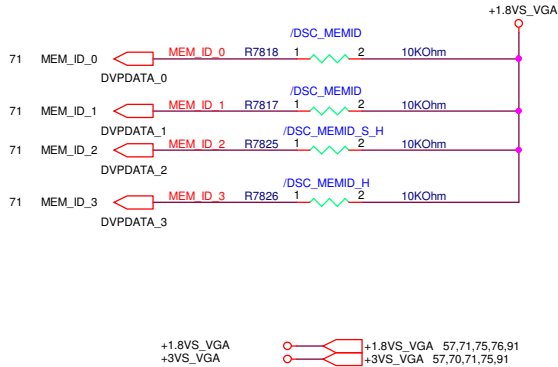 +1.8VS_VGA
/DSC_MEMID
71 MEM_ID_0 MEM_ID_0 R7818 1 2 10KOhm
DVPDATA_0
/DSC_MEMID
71 MEM_ID_1 MEM_ID_1 R7817 1 2 10KOhm
DVPDATA_1
/DSC_MEMID_S_H
71 MEM_ID_2 MEM_ID_2 R7825 1 2 10KOhm
DVPDATA_2
/DSC_MEMID_H
71 MEM_ID_3 MEM_ID_3 R7826 1 2 10KOhm
DVPDATA_3
+1.8VS_VGA +1.8VS_VGA 57,71,75,76,91
+3VS_VGA +3VS_VGA 57,70,71,75,91